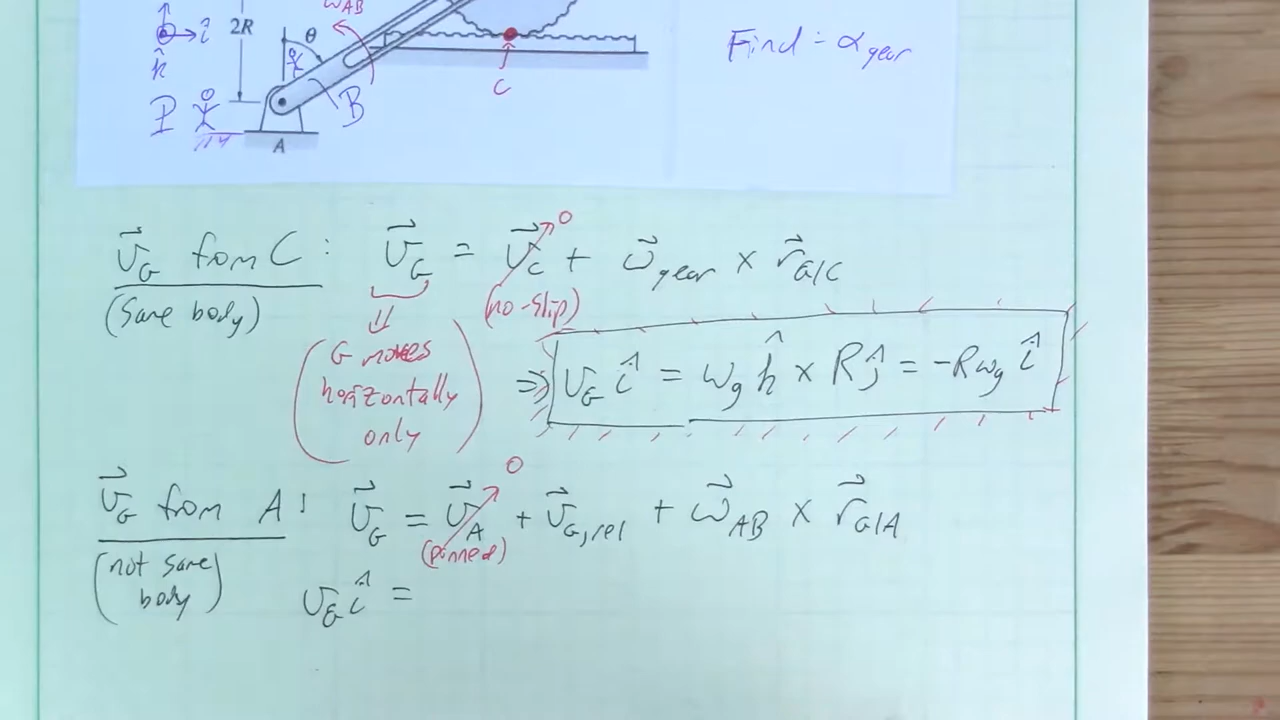 ω_AB
î
2R
θ
k̂
Find: α_gear
C
B
A
v⃗_G from C: v⃗_G = v⃗_C + ω⃗_gear × r⃗_G/C
0
(Same body)
(no-slip)
(G moves horizontally only)
⇒ v_G î = ω_g k̂ × R ĵ = -Rω_g î
v⃗_G from A: v⃗_G = v⃗_A + v⃗_G,rel + ω⃗_AB × r⃗_G/A
0
(pinned)
(not same body)
v_G î =